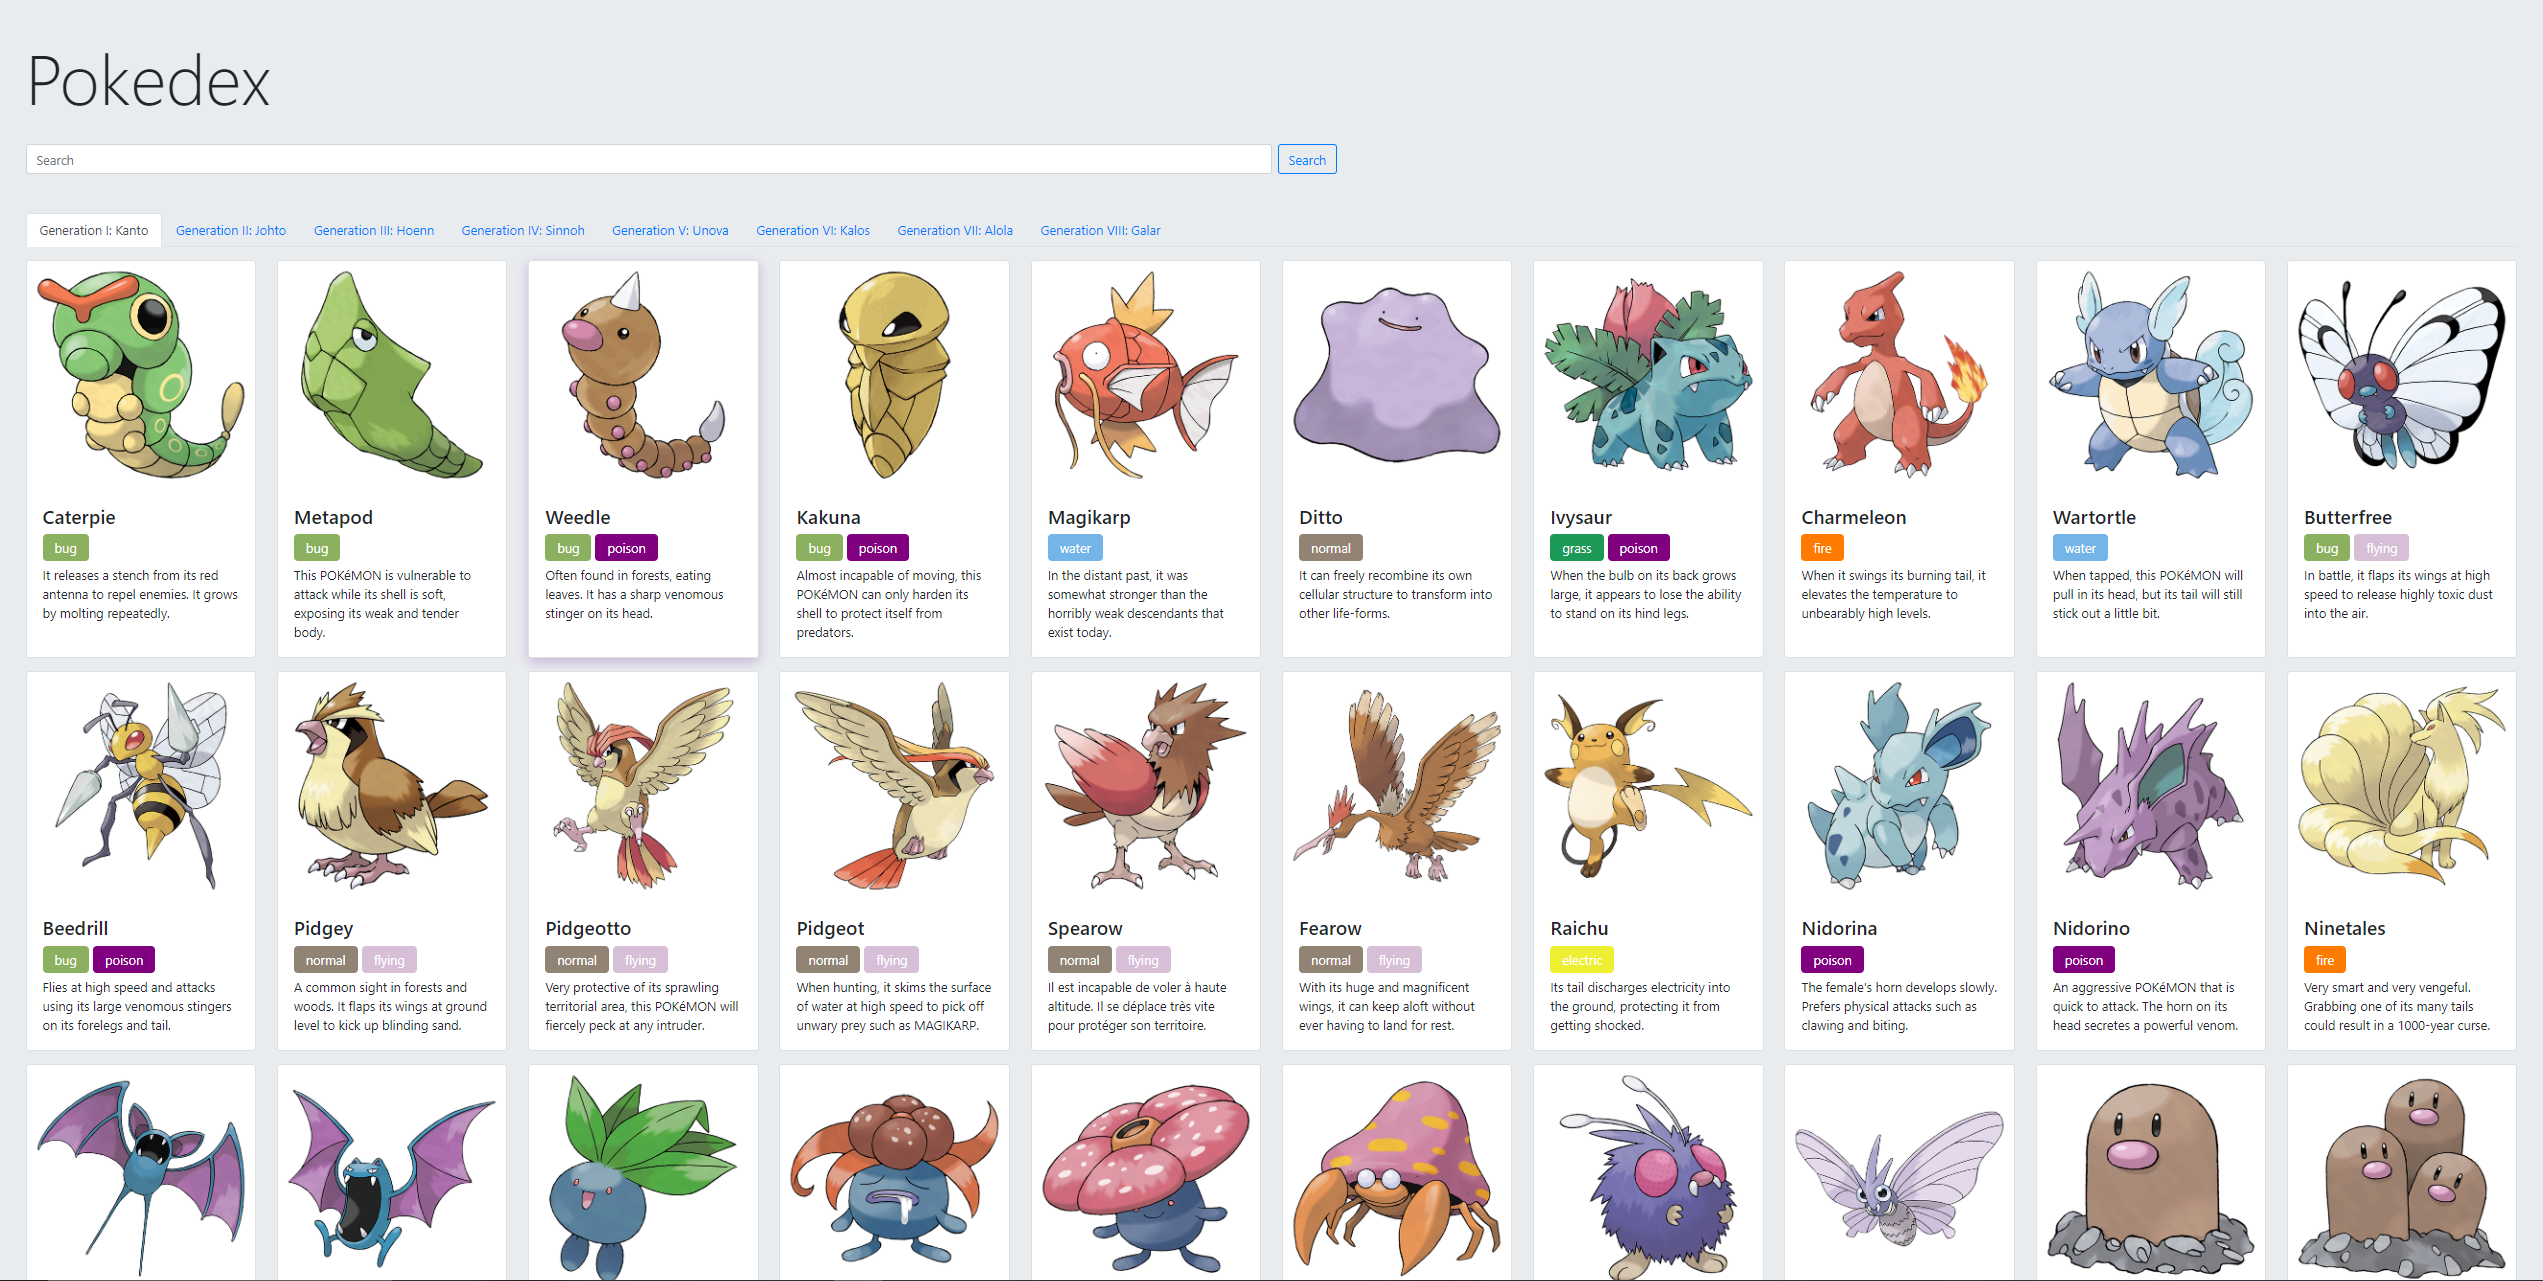 Pokedex
Search
Search
Generation I: Kanto
Generation II: Johto
Generation III: Hoenn
Generation IV: Sinnoh
Generation V: Unova
Generation VI: Kalos
Generation VII: Alola
Generation VIII: Galar
Caterpie
bug
It releases a stench from its red
antenna to repel enemies. It grows
by molting repeatedly.
Metapod
bug
This POKéMON is vulnerable to
attack while its shell is soft,
exposing its weak and tender
body.
Weedle
bug poison
Often found in forests, eating
leaves. It has a sharp venomous
stinger on its head.
Kakuna
bug poison
Almost incapable of moving, this
POKéMON can only harden its
shell to protect itself from
predators.
Magikarp
water
In the distant past, it was
somewhat stronger than the
horribly weak descendants that
exist today.
Ditto
normal
It can freely recombine its own
cellular structure to transform into
other life-forms.
Ivysaur
grass poison
When the bulb on its back grows
large, it appears to lose the ability
to stand on its hind legs.
Charmeleon
fire
When it swings its burning tail, it
elevates the temperature to
unbearably high levels.
Wartortle
water
When tapped, this POKéMON will
pull in its head, but its tail will still
stick out a little bit.
Butterfree
bug flying
In battle, it flaps its wings at high
speed to release highly toxic dust
into the air.
Beedrill
bug poison
Flies at high speed and attacks
using its large venomous stingers
on its forelegs and tail.
Pidgey
normal flying
A common sight in forests and
woods. It flaps its wings at ground
level to kick up blinding sand.
Pidgeotto
normal flying
Very protective of its sprawling
territorial area, this POKéMON will
fiercely peck at any intruder.
Pidgeot
normal flying
When hunting, it skims the surface
of water at high speed to pick off
unwary prey such as MAGIKARP.
Spearow
normal flying
Il est incapable de voler à haute
altitude. Il se déplace très vite
pour protéger son territoire.
Fearow
normal flying
With its huge and magnificent
wings, it can keep aloft without
ever having to land for rest.
Raichu
electric
Its tail discharges electricity into
the ground, protecting it from
getting shocked.
Nidorina
poison
The female's horn develops slowly.
Prefers physical attacks such as
clawing and biting.
Nidorino
poison
An aggressive POKéMON that is
quick to attack. The horn on its
head secretes a powerful venom.
Ninetales
fire
Very smart and very vengeful.
Grabbing one of its many tails
could result in a 1000-year curse.